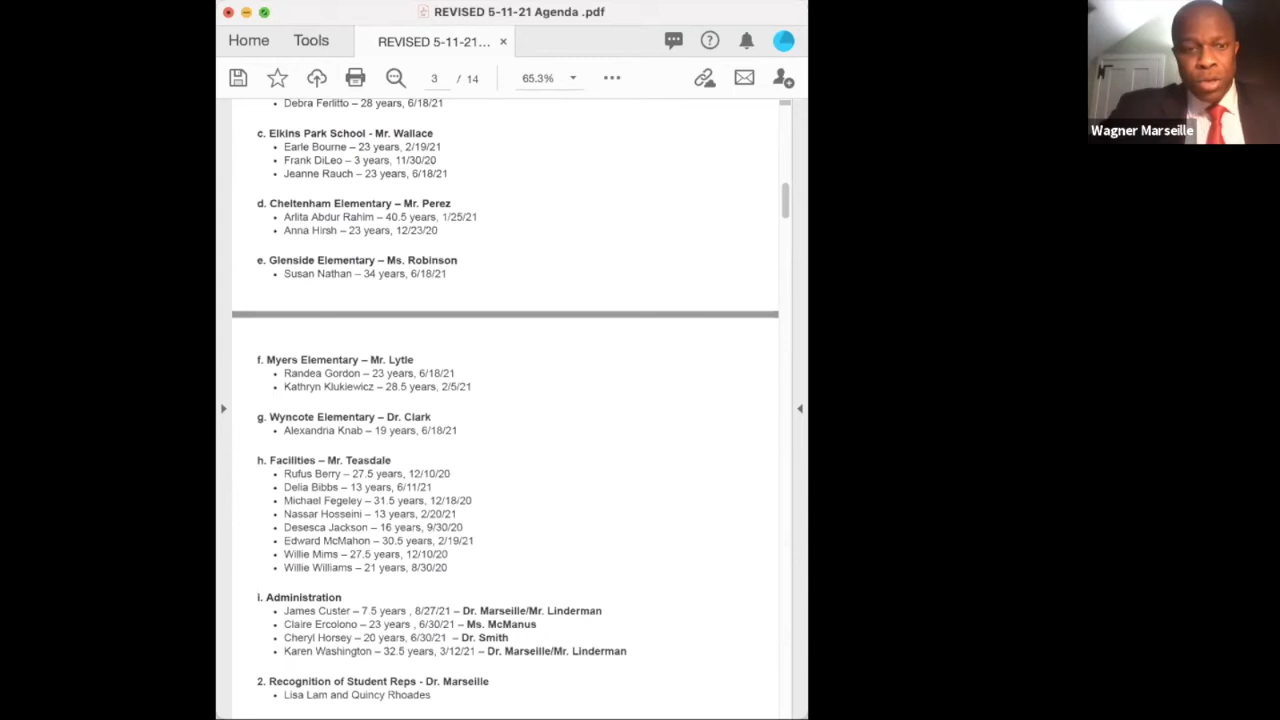 REVISED 5-11-21 Agenda .pdf
Home Tools REVISED 5-11-21... ×
3 / 14 65.3%
• Debra Ferlitto – 28 years, 6/18/21
c. Elkins Park School - Mr. Wallace
• Earle Bourne – 23 years, 2/19/21
• Frank DiLeo – 3 years, 11/30/20
• Jeanne Rauch – 23 years, 6/18/21
d. Cheltenham Elementary – Mr. Perez
• Arlita Abdur Rahim – 40.5 years, 1/25/21
• Anna Hirsh – 23 years, 12/23/20
e. Glenside Elementary – Ms. Robinson
• Susan Nathan – 34 years, 6/18/21
f. Myers Elementary – Mr. Lytle
• Randea Gordon – 23 years, 6/18/21
• Kathryn Klukiewicz – 28.5 years, 2/5/21
g. Wyncote Elementary – Dr. Clark
• Alexandria Knab – 19 years, 6/18/21
h. Facilities – Mr. Teasdale
• Rufus Berry – 27.5 years, 12/10/20
• Delia Bibbs – 13 years, 6/11/21
• Michael Fegeley – 31.5 years, 12/18/20
• Nassar Hosseini – 13 years, 2/20/21
• Desesca Jackson – 16 years, 9/30/20
• Edward McMahon – 30.5 years, 2/19/21
• Willie Mims – 27.5 years, 12/10/20
• Willie Williams – 21 years, 8/30/20
i. Administration
• James Custer – 7.5 years , 8/27/21 – Dr. Marseille/Mr. Linderman
• Claire Ercolono – 23 years , 6/30/21 – Ms. McManus
• Cheryl Horsey – 20 years, 6/30/21 – Dr. Smith
• Karen Washington – 32.5 years, 3/12/21 – Dr. Marseille/Mr. Linderman
2. Recognition of Student Reps - Dr. Marseille
• Lisa Lam and Quincy Rhoades
Wagner Marseille